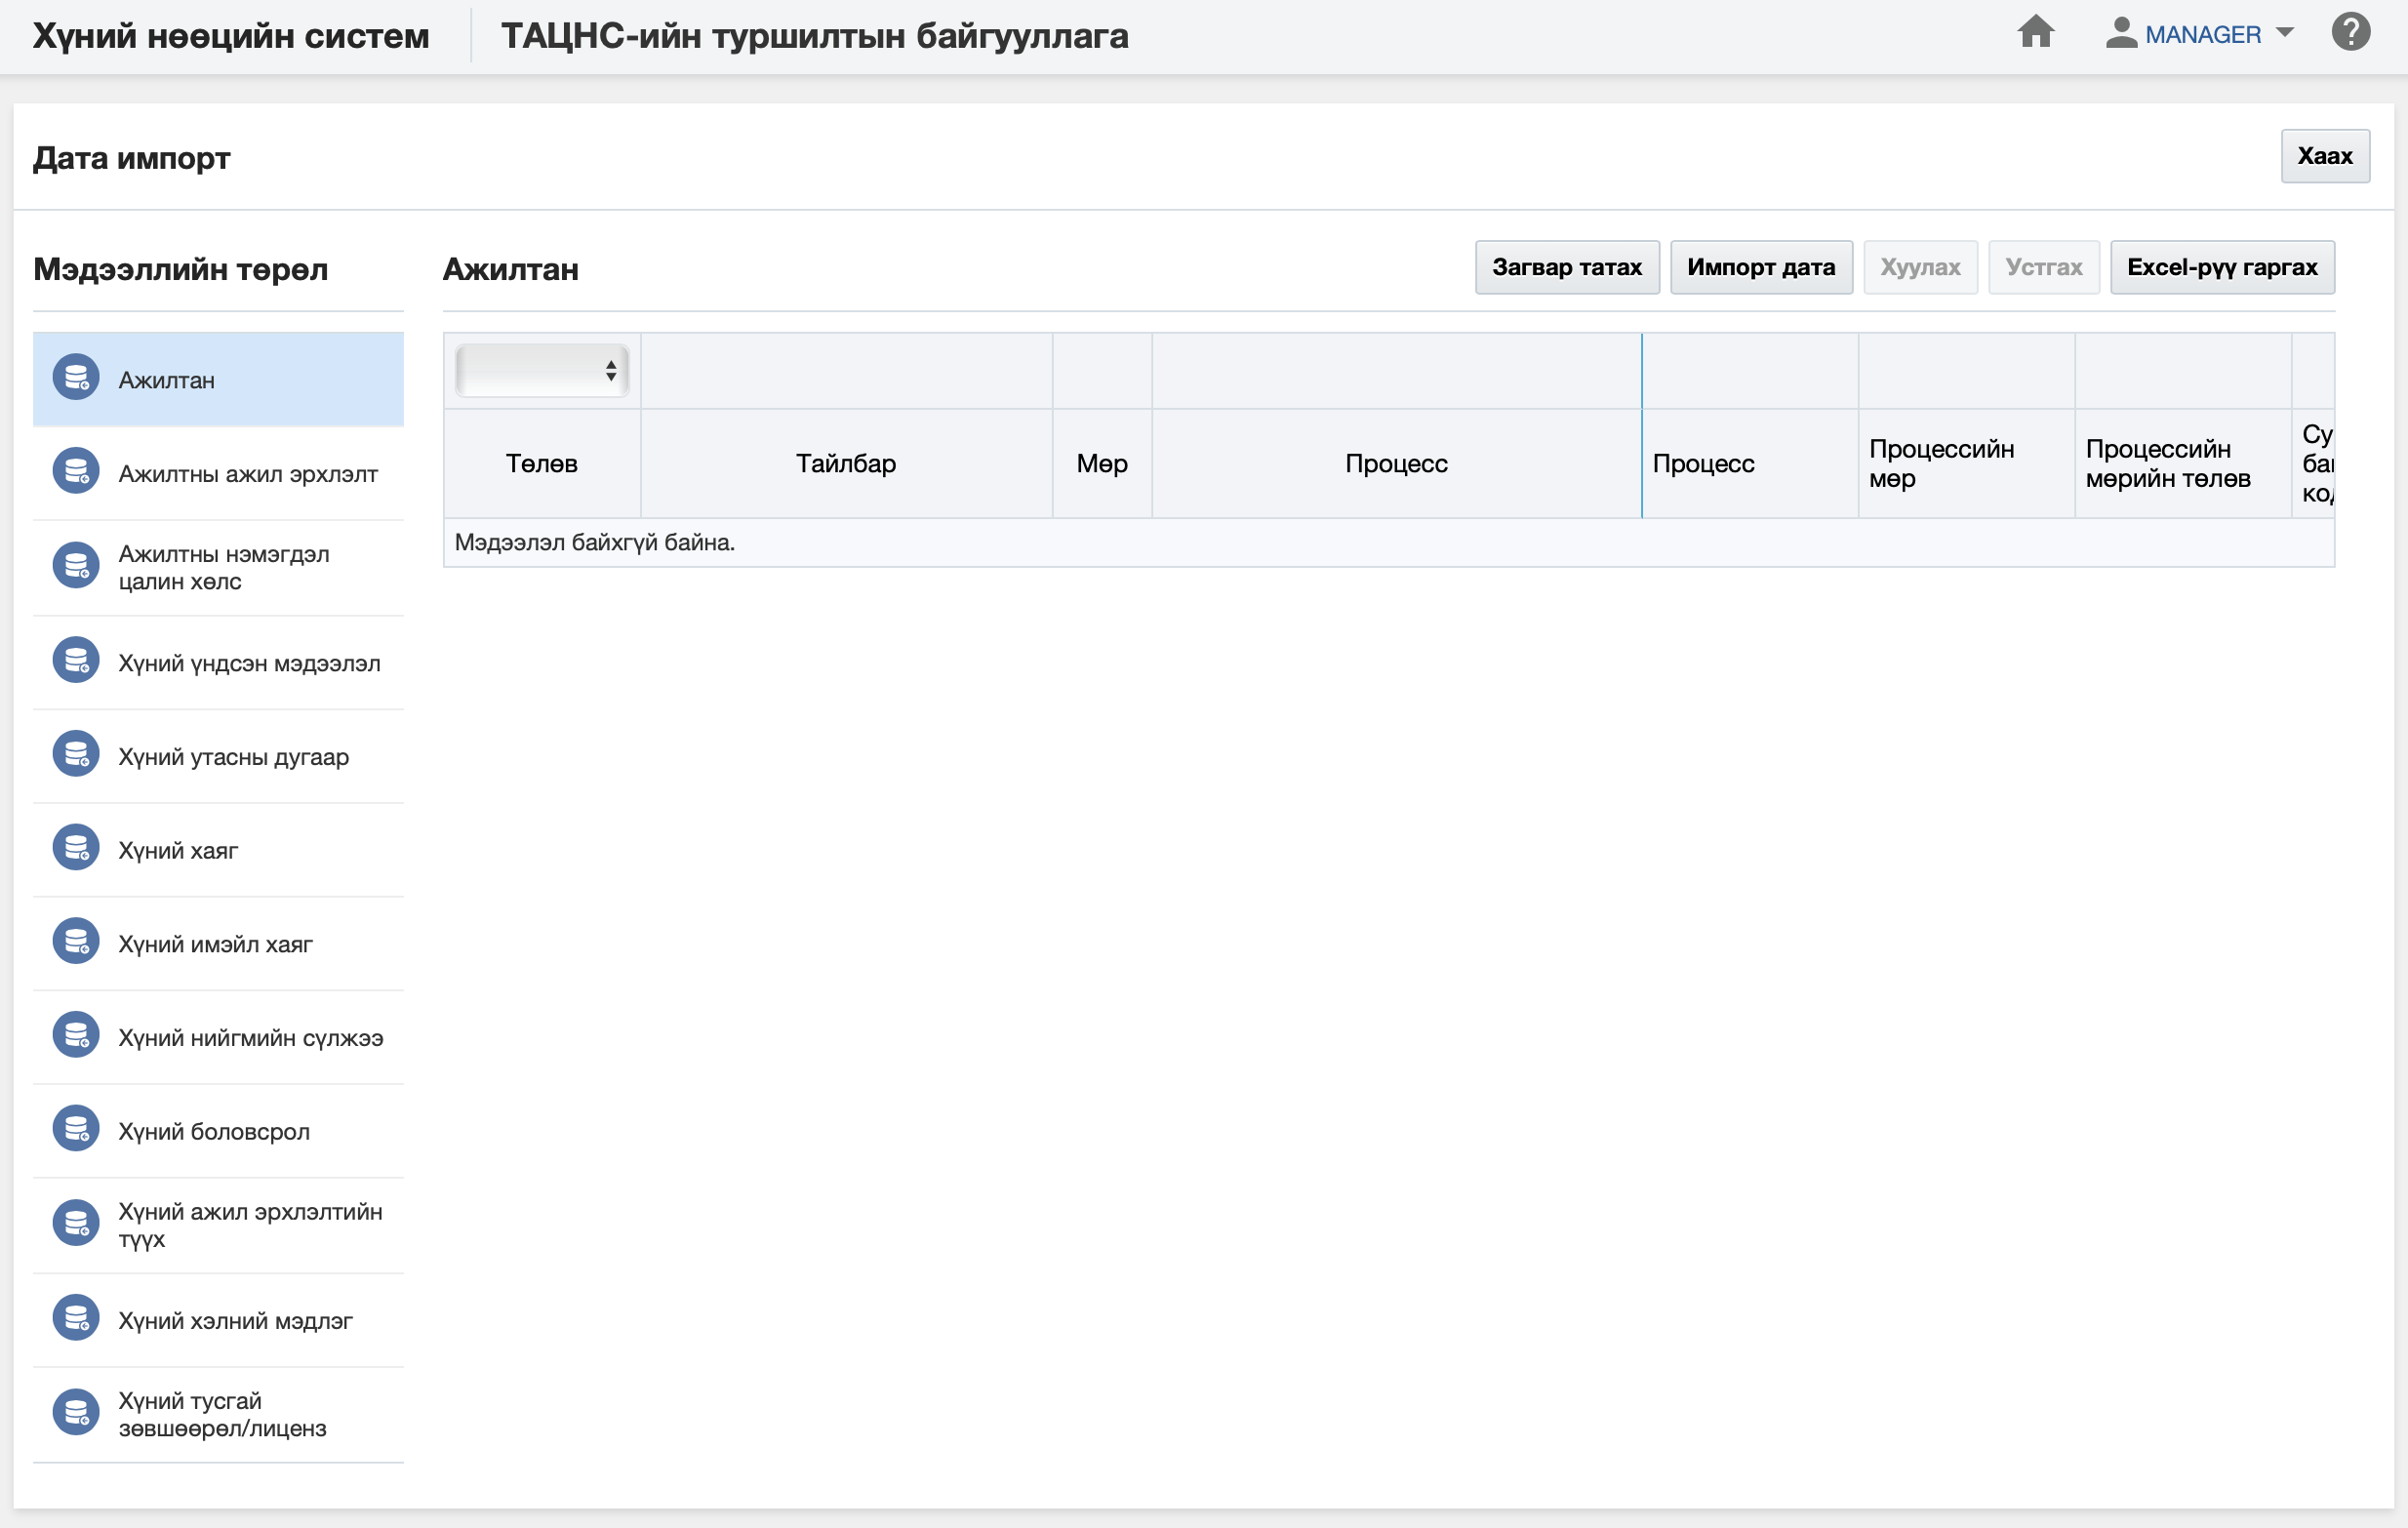 Хүний нөөцийн систем
ТАЦНС-ийн туршилтын байгууллага
MANAGER
?
Дата импорт
Хаах
Мэдээллийн төрөл
Ажилтан
Ажилтны ажил эрхлэлт
Ажилтны нэмэгдэл
цалин хөлс
Хүний үндсэн мэдээлэл
Хүний утасны дугаар
Хүний хаяг
Хүний имэйл хаяг
Хүний нийгмийн сүлжээ
Хүний боловсрол
Хүний ажил эрхлэлтийн
түүх
Хүний хэлний мэдлэг
Хүний тусгай
зөвшөөрөл/лиценз
Ажилтан
Загвар татах
Импорт дата
Хуулах
Устгах
Excel-рүү гаргах
Төлөв
Тайлбар
Мөр
Процесс
Процесс
Процессийн
мөр
Процессийн
мөрийн төлөв
Мэдээлэл байхгүй байна.